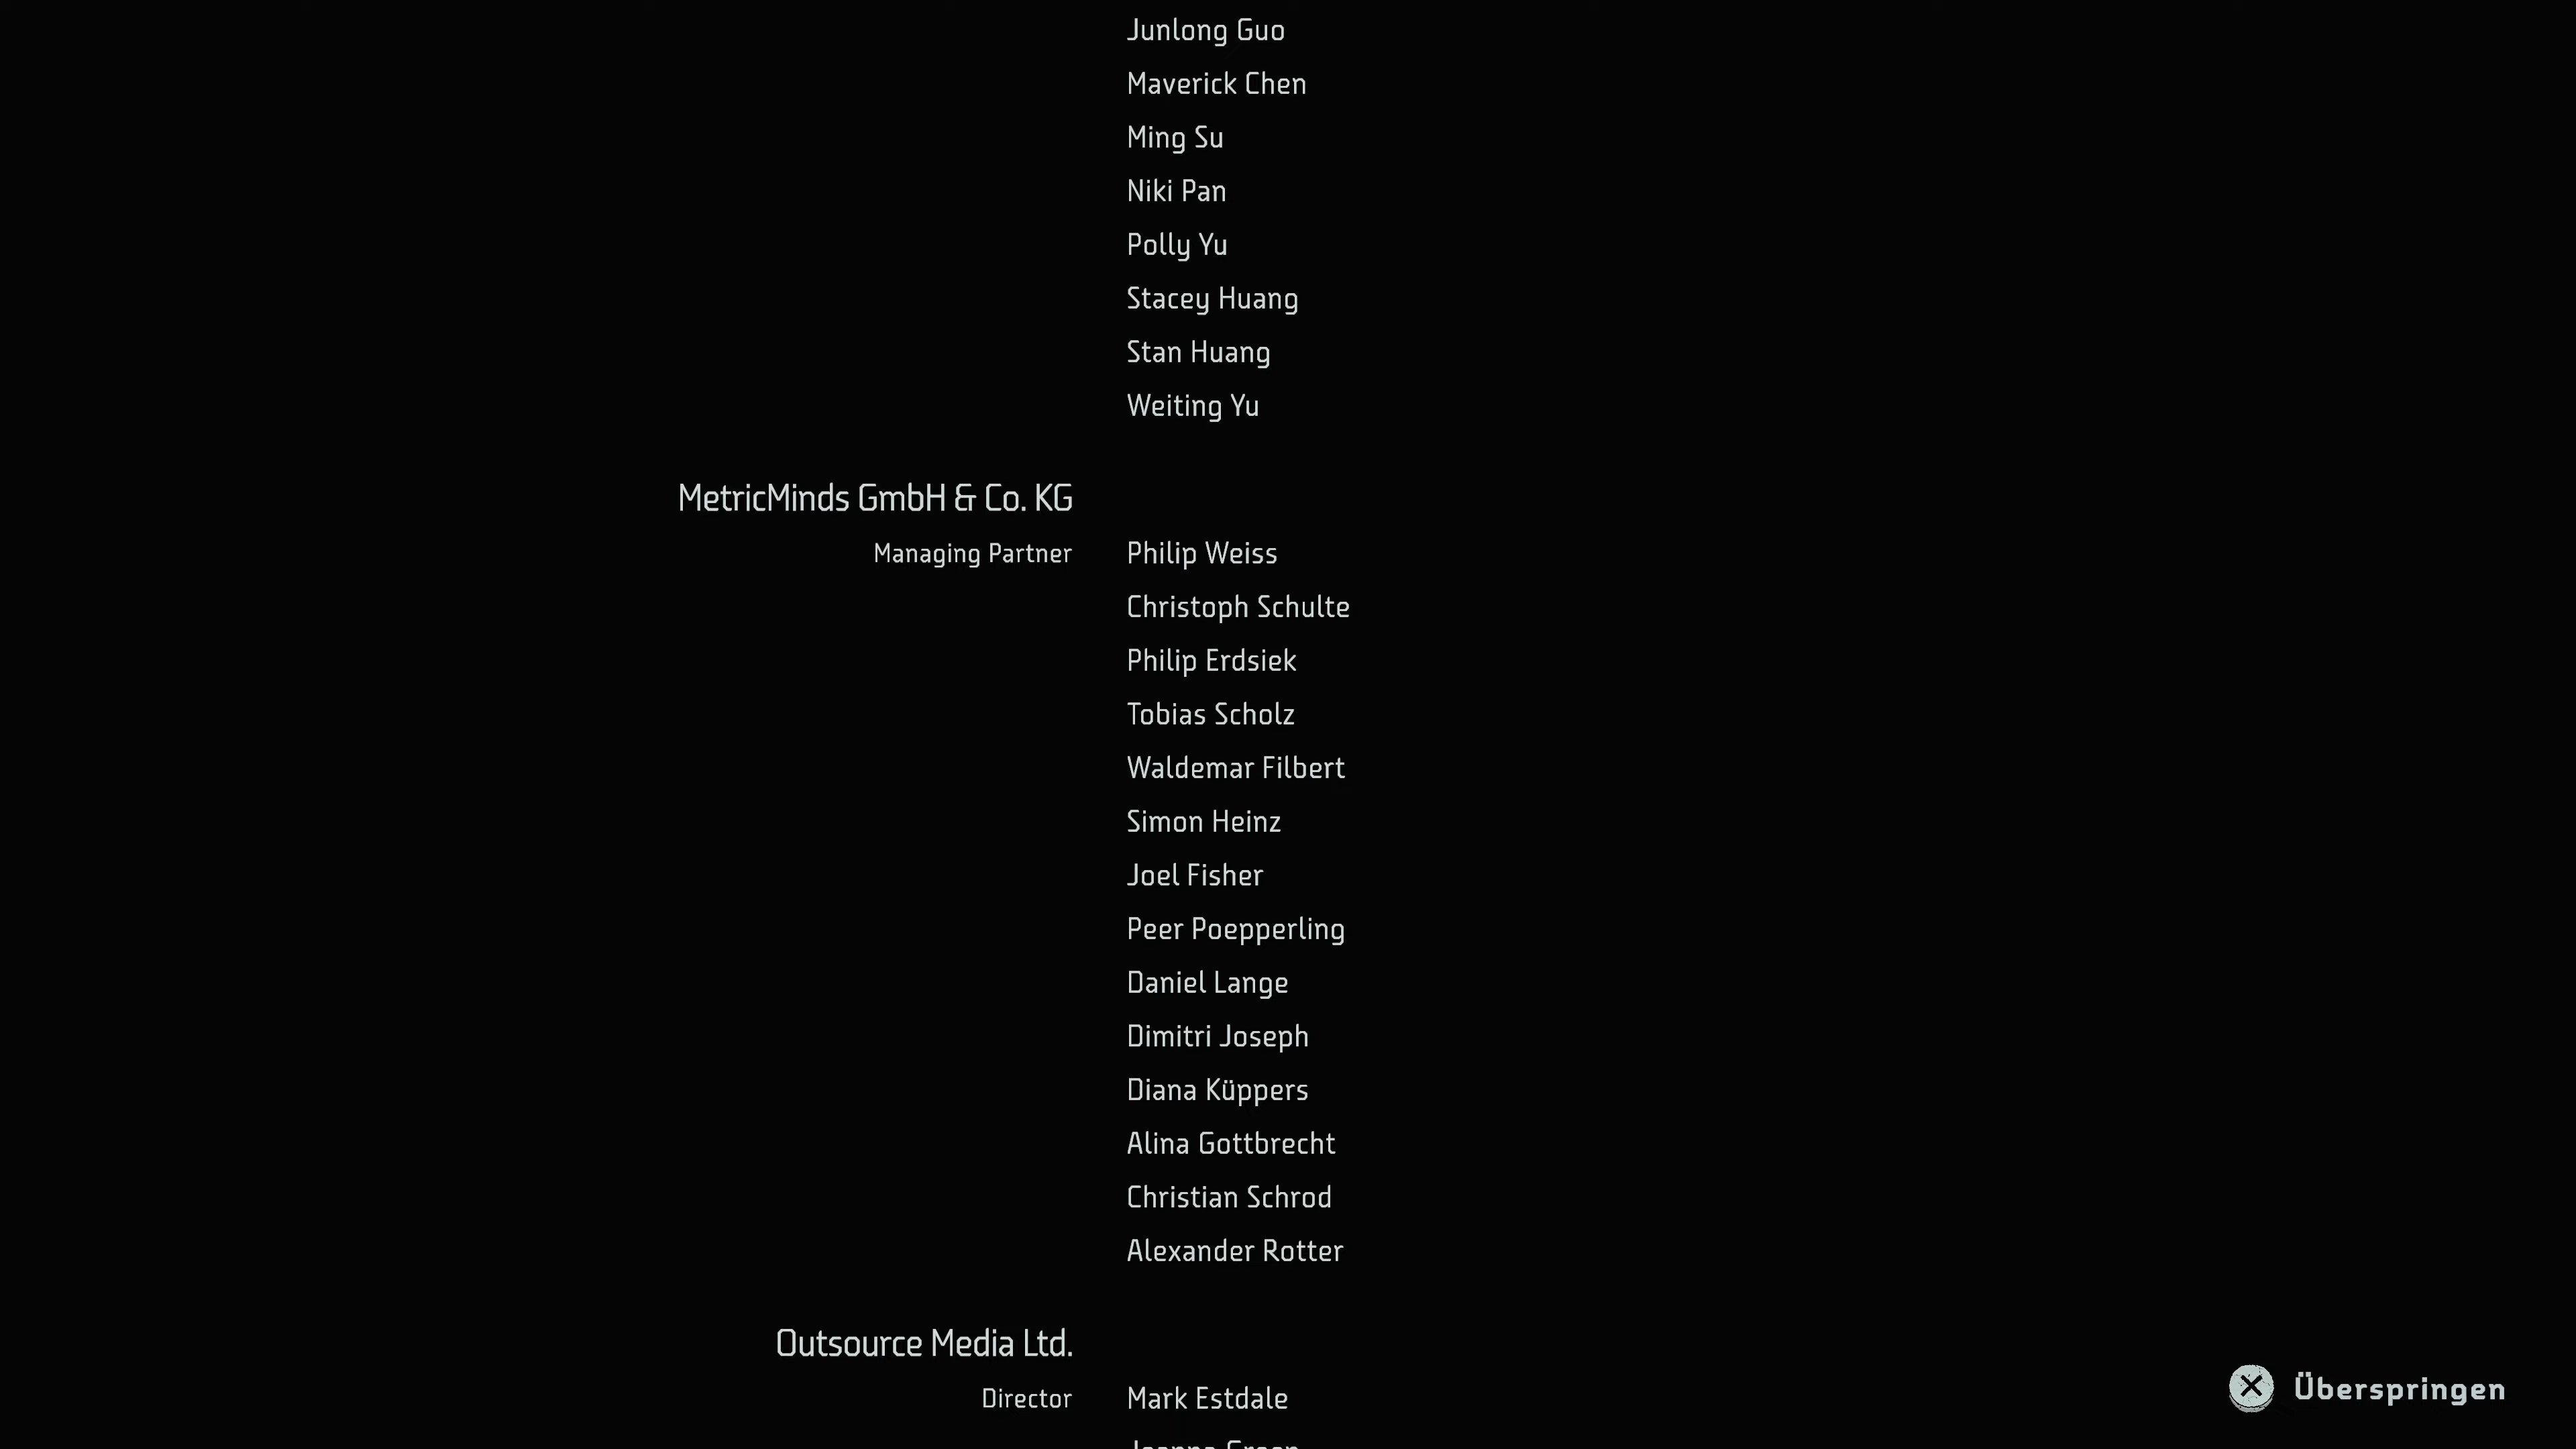 Junlong Guo
Maverick Chen
Ming Su
Niki Pan
Polly Yu
Stacey Huang
Stan Huang
Weiting Yu
MetricMinds GmbH & Co. KG
Managing Partner Philip Weiss
Christoph Schulte
Philip Erdsiek
Tobias Scholz
Waldemar Filbert
Simon Heinz
Joel Fisher
Peer Poepperling
Daniel Lange
Dimitri Joseph
Diana Küppers
Alina Gottbrecht
Christian Schrod
Alexander Rotter
Outsource Media Ltd.
Director Mark Estdale
Überspringen